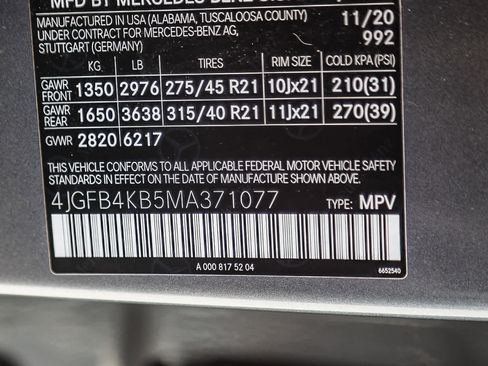 MFD BY MERCEDES-BENZ
MANUFACTURED IN USA (ALABAMA, TUSCALOOSA COUNTY) 11/20
UNDER CONTRACT FOR MERCEDES-BENZ AG, 992
STUTTGART (GERMANY)
KG LB TIRES RIM SIZE COLD KPA (PSI)
GAWR FRONT 1350 2976 275/45 R21 10Jx21 210(31)
GAWR REAR 1650 3638 315/40 R21 11Jx21 270(39)
GVWR 2820 6217
THIS VEHICLE CONFORMS TO ALL APPLICABLE FEDERAL MOTOR VEHICLE
SAFETY STANDARDS IN EFFECT ON THE DATE OF MANUFACTURE SHOWN ABOVE.
4JGFB4KB5MA371077 TYPE: MPV
A 000 817 52 04 6652540